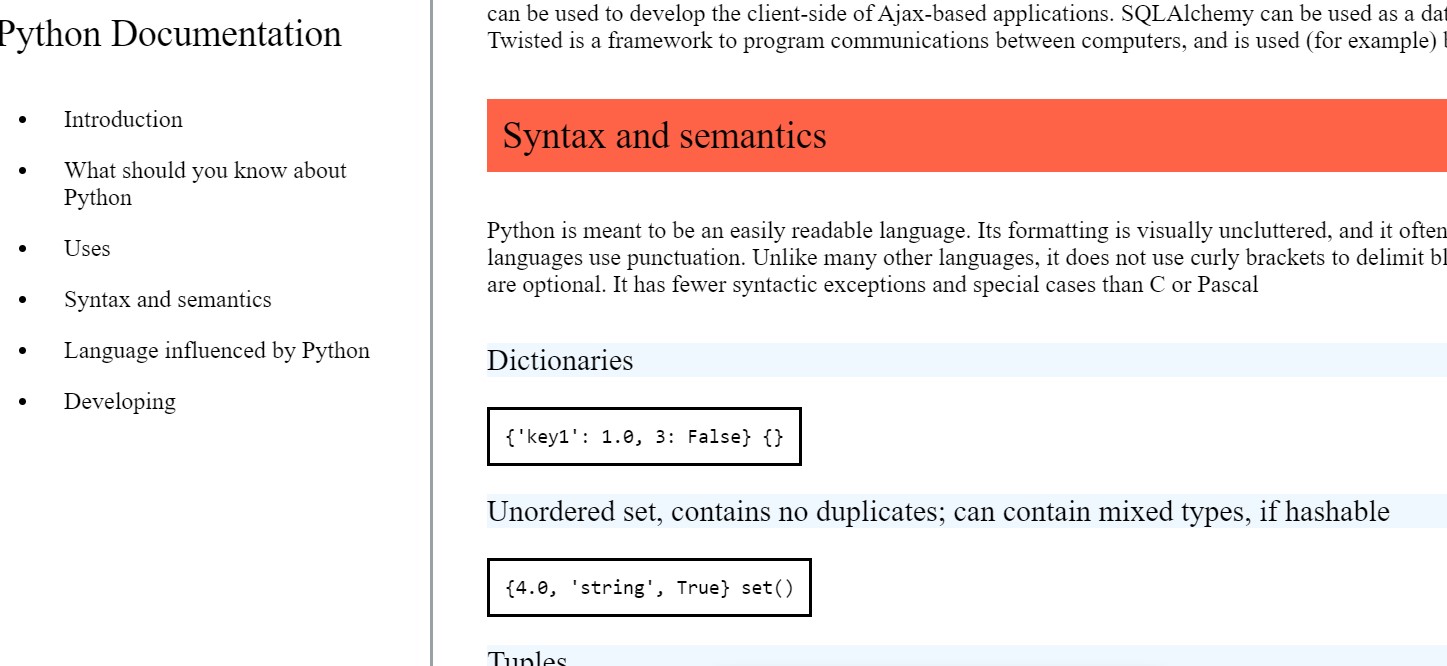 Python Documentation
Introduction
What should you know about
Python
Uses
Syntax and semantics
Language influenced by Python
Developing
can be used to develop the client-side of Ajax-based applications. SQLAlchemy can be used as a
Twisted is a framework to program communications between computers, and is used (for example)
Syntax and semantics
Python is meant to be an easily readable language. Its formatting is visually uncluttered, and it often
languages use punctuation. Unlike many other languages, it does not use curly brackets to delimit
are optional. It has fewer syntactic exceptions and special cases than C or Pascal
Dictionaries
{'key1': 1.0, 3: False} {}
Unordered set, contains no duplicates; can contain mixed types, if hashable
{4.0, 'string', True} set()
Tuples